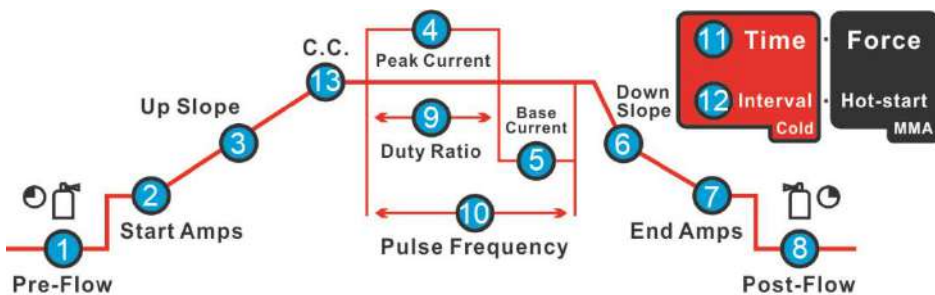 4
11 Time · Force
C.C.
Peak Current
13
Down
Slope
12 Interval · Hot-start
Up Slope
9
Base
Current
Cold
MMA
3
Duty Ratio
5
6
2
7
Start Amps
10
End Amps
1
Pulse Frequency
8
Pre-Flow
Post-Flow